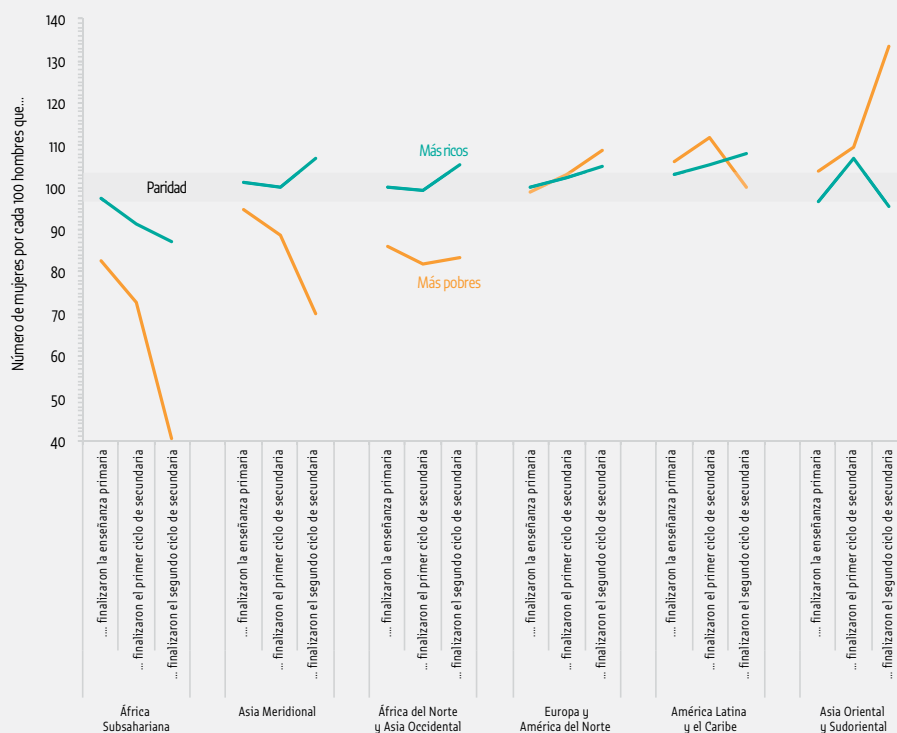 Número de mujeres por cada 100 hombres que...
140
130
120
110
100
90
80
70
60
50
40
Paridad
Más ricos
Más pobres
.... finalizaron la enseñanza primaria
... finalizaron el primer ciclo de secundaria
... finalizaron el segundo ciclo de secundaria
.... finalizaron la enseñanza primaria
... finalizaron el primer ciclo de secundaria
... finalizaron el segundo ciclo de secundaria
.... finalizaron la enseñanza primaria
... finalizaron el primer ciclo de secundaria
... finalizaron el segundo ciclo de secundaria
.... finalizaron la enseñanza primaria
... finalizaron el primer ciclo de secundaria
... finalizaron el segundo ciclo de secundaria
.... finalizaron la enseñanza primaria
... finalizaron el primer ciclo de secundaria
... finalizaron el segundo ciclo de secundaria
.... finalizaron la enseñanza primaria
... finalizaron el primer ciclo de secundaria
... finalizaron el segundo ciclo de secundaria
África
Subsahariana
Asia Meridional
África del Norte
y Asia Occidental
Europa y
América del Norte
América Latina
y el Caribe
Asia Oriental
y Sudoriental